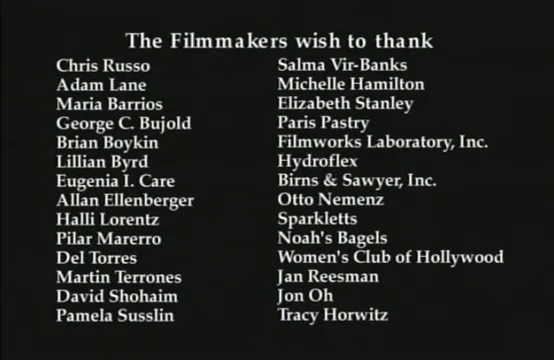 The Filmmakers wish to thank
Chris Russo
Adam Lane
Maria Barrios
George C. Bujold
Brian Boykin
Lillian Byrd
Eugenia I. Care
Allan Ellenberger
Halli Lorentz
Pilar Marerro
Del Torres
Martin Terrones
David Shohaim
Pamela Susslin
Salma Vir-Banks
Michelle Hamilton
Elizabeth Stanley
Paris Pastry
Filmworks Laboratory, Inc.
Hydroflex
Birns & Sawyer, Inc.
Otto Nemenz
Sparkletts
Noah's Bagels
Women's Club of Hollywood
Jan Reesman
Jon Oh
Tracy Horwitz